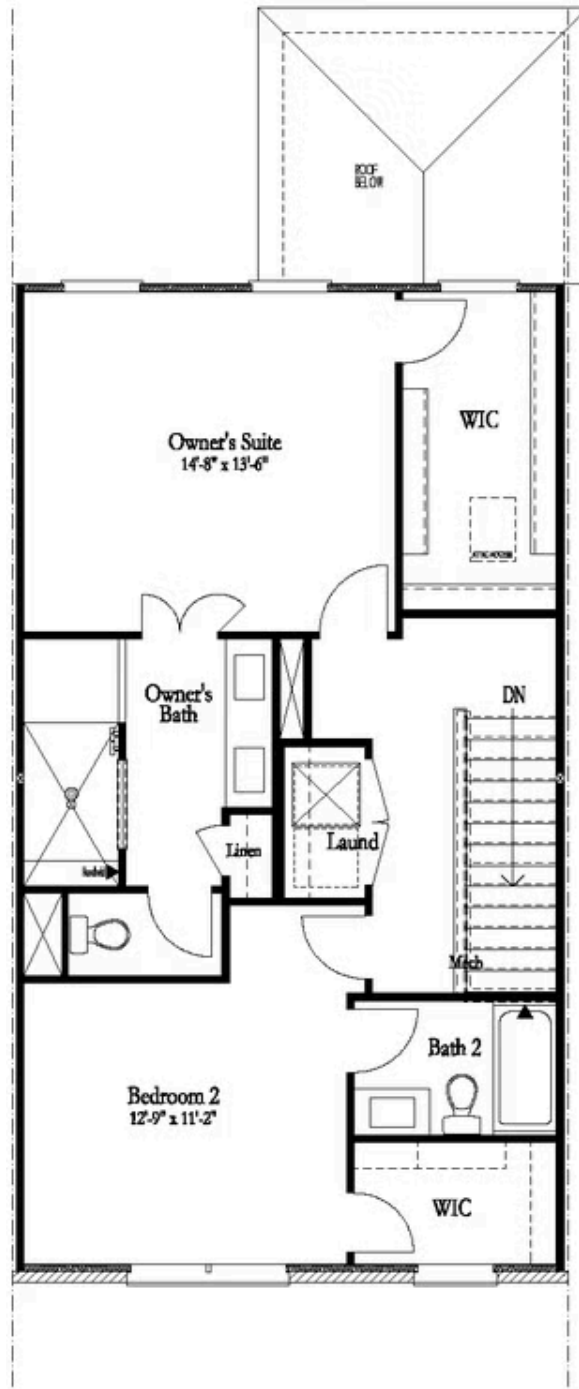 ROOF
BELOW
WIC
Owner's Suite
14'-8" x 13'-6"
Owner's
Bath
DN
Linen
Laund
Mech
Bath 2
Bedroom 2
12'-9" x 11'-2"
WIC